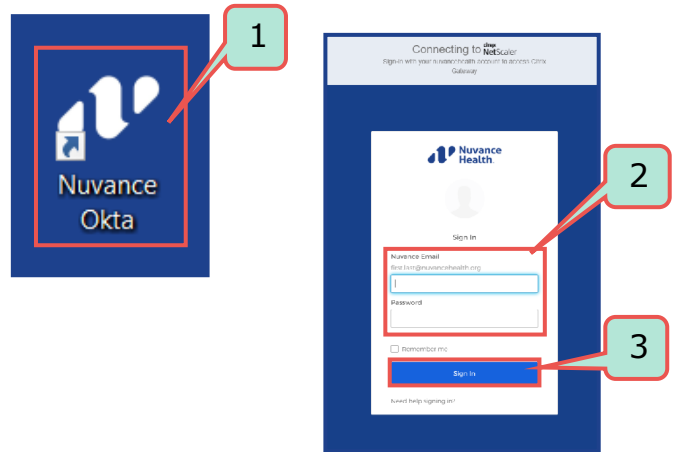 1
Nuvance
Okta
Connecting to citrix NetScaler
Sign-in with your nuvancehealth account to access Citrix
Gateway
Nuvance
Health.
2
Sign In
Nuvance Email
first.last@nuvancehealth.org
Password
3
Remember me
Sign In
Need help signing in?